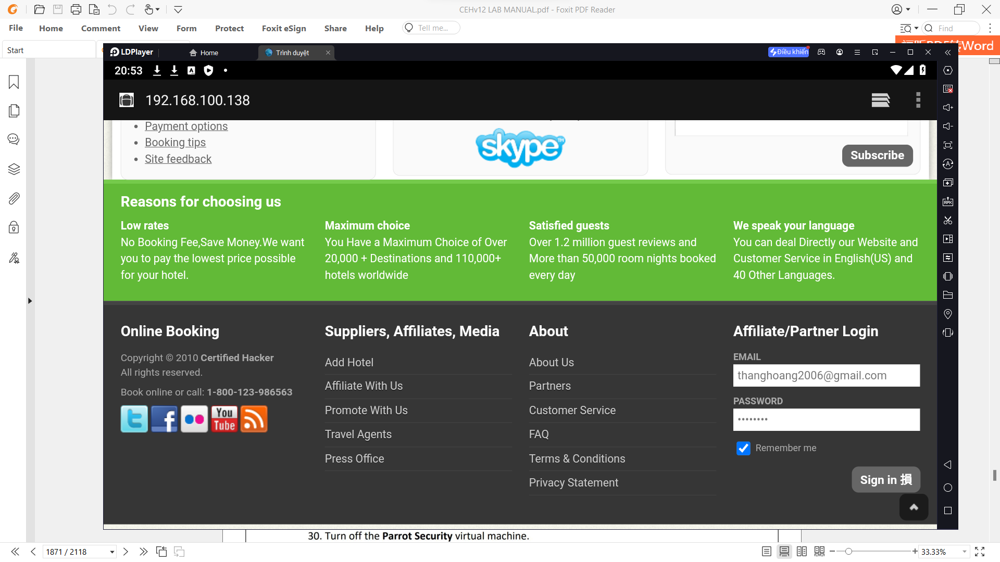 CEHv12 LAB MANUAL.pdf - Foxit PDF Reader
File Home Comment View Form Protect Foxit eSign Share Help Tell me... Find
Start
Word
LDPlayer Home Trình duyệt Điều khiển
20:53
192.168.100.138
Payment options
Booking tips
Site feedback
skype™
Subscribe
Reasons for choosing us
Low rates
No Booking Fee,Save Money.We want
you to pay the lowest price possible
for your hotel.
Maximum choice
You Have a Maximum Choice of Over
20,000 + Destinations and 110,000+
hotels worldwide
Satisfied guests
Over 1.2 million guest reviews and
More than 50,000 room nights booked
every day
We speak your language
You can deal Directly our Website and
Customer Service in English(US) and
40 Other Languages.
Online Booking
Copyright © 2010 Certified Hacker
All rights reserved.
Book online or call: 1-800-123-986563
You
Tube
Suppliers, Affiliates, Media
Add Hotel
Affiliate With Us
Promote With Us
Travel Agents
Press Office
About
About Us
Partners
Customer Service
FAQ
Terms & Conditions
Privacy Statement
Affiliate/Partner Login
EMAIL
thanghoang2006@gmail.com
PASSWORD
••••••••
Remember me
Sign in 損
30. Turn off the Parrot Security virtual machine.
1871 / 2118
33.33%